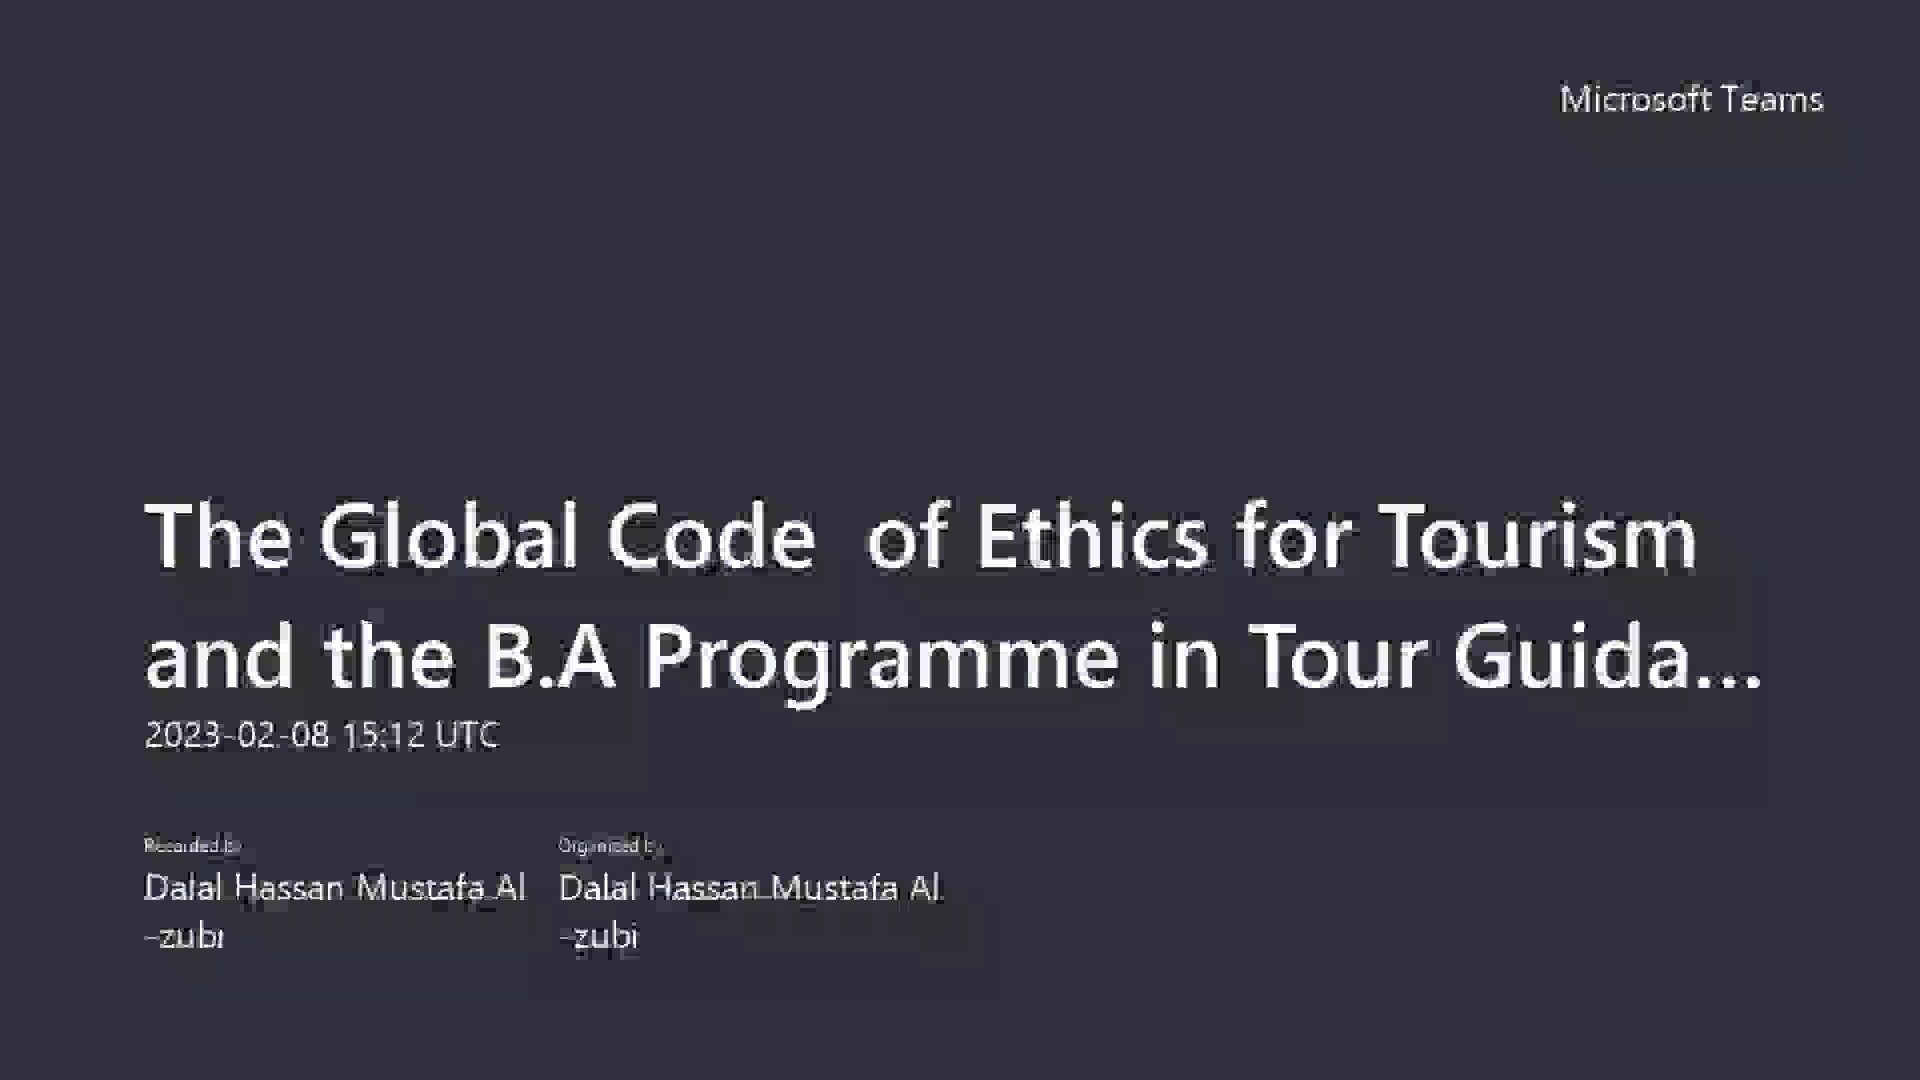 Microsoft Teams
The Global Code of Ethics for Tourism
and the B.A Programme in Tour Guida...
2023-02-08 15:12 UTC
Recorded by
Organized by
Dalal Hassan Mustafa Al
-zubi
Dalal Hassan Mustafa Al
-zubi